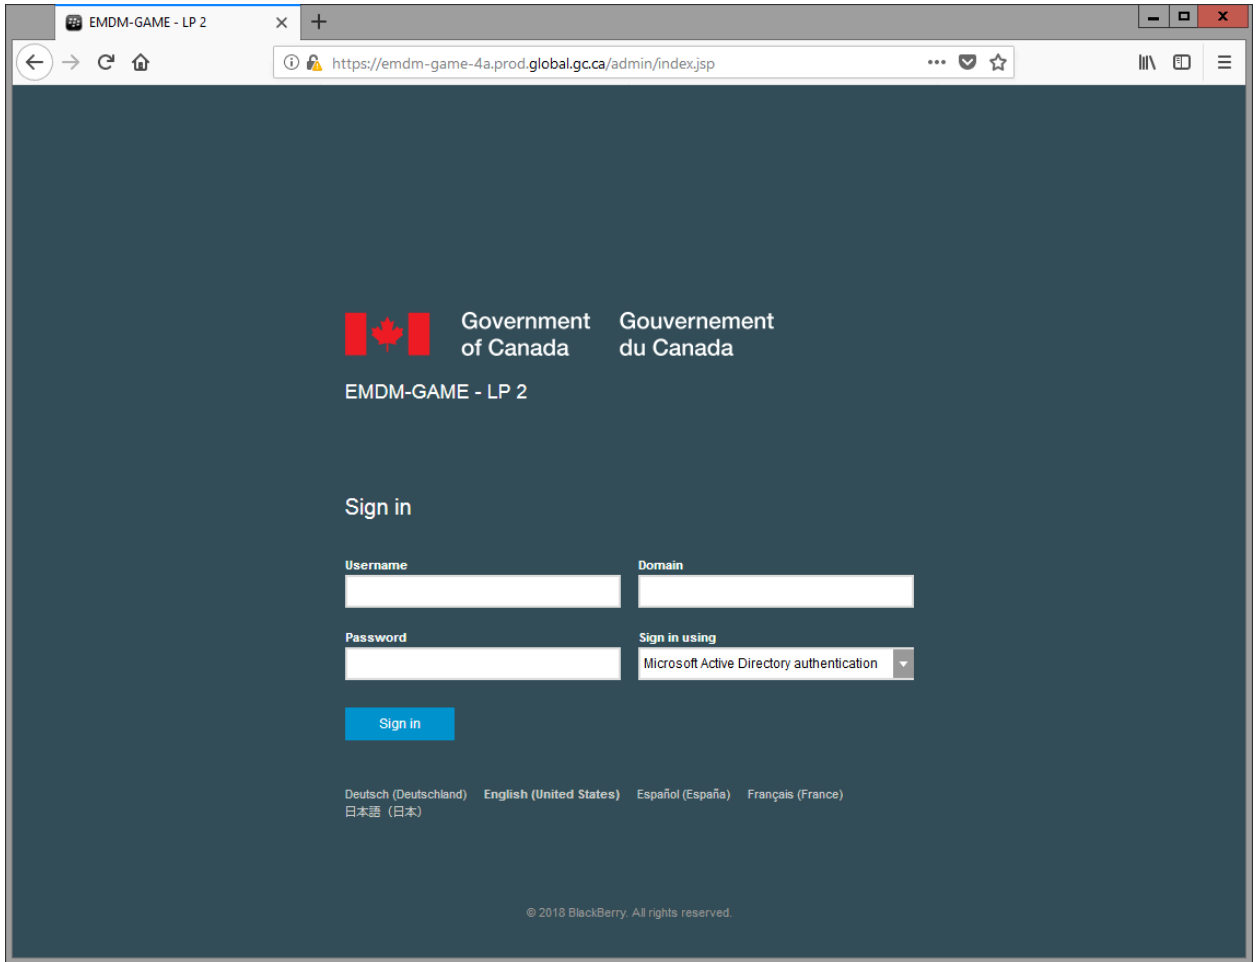 EMDM-GAME - LP 2
https://emdm-game-4a.prod.global.gc.ca/admin/index.jsp
Government Gouvernement
of Canada du Canada
EMDM-GAME - LP 2
Sign in
Username Domain
Password Sign in using
Microsoft Active Directory authentication
Sign in
Deutsch (Deutschland) English (United States) Español (España) Français (France)
日本語 (日本)
© 2018 BlackBerry. All rights reserved.